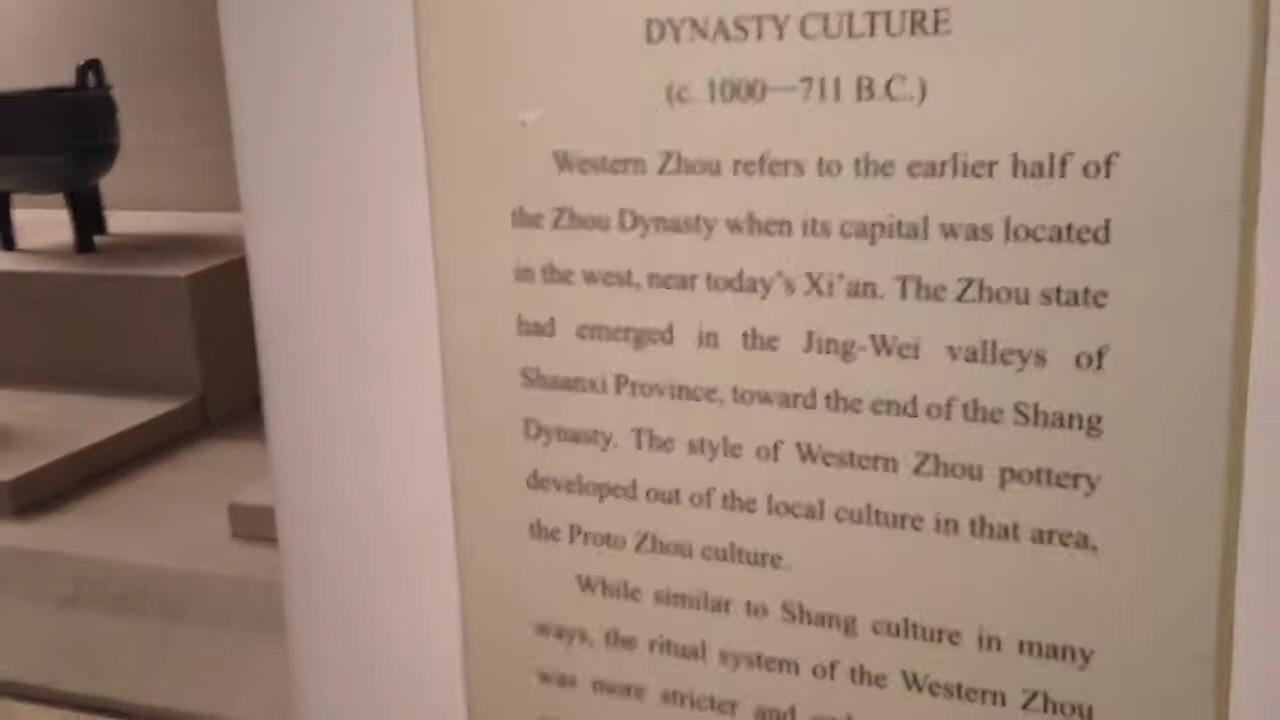 DYNASTY CULTURE
(c. 1000—711 B.C.)
Western Zhou refers to the earlier half of
the Zhou Dynasty when its capital was located
in the west, near today's Xi'an. The Zhou state
had emerged in the Jing-Wei valleys of
Shaanxi Province, toward the end of the Shang
Dynasty. The style of Western Zhou pottery
developed out of the local culture in that area,
the Proto Zhou culture.
While similar to Shang culture in many
ways, the ritual system of the Western Zhou
was more stricter and